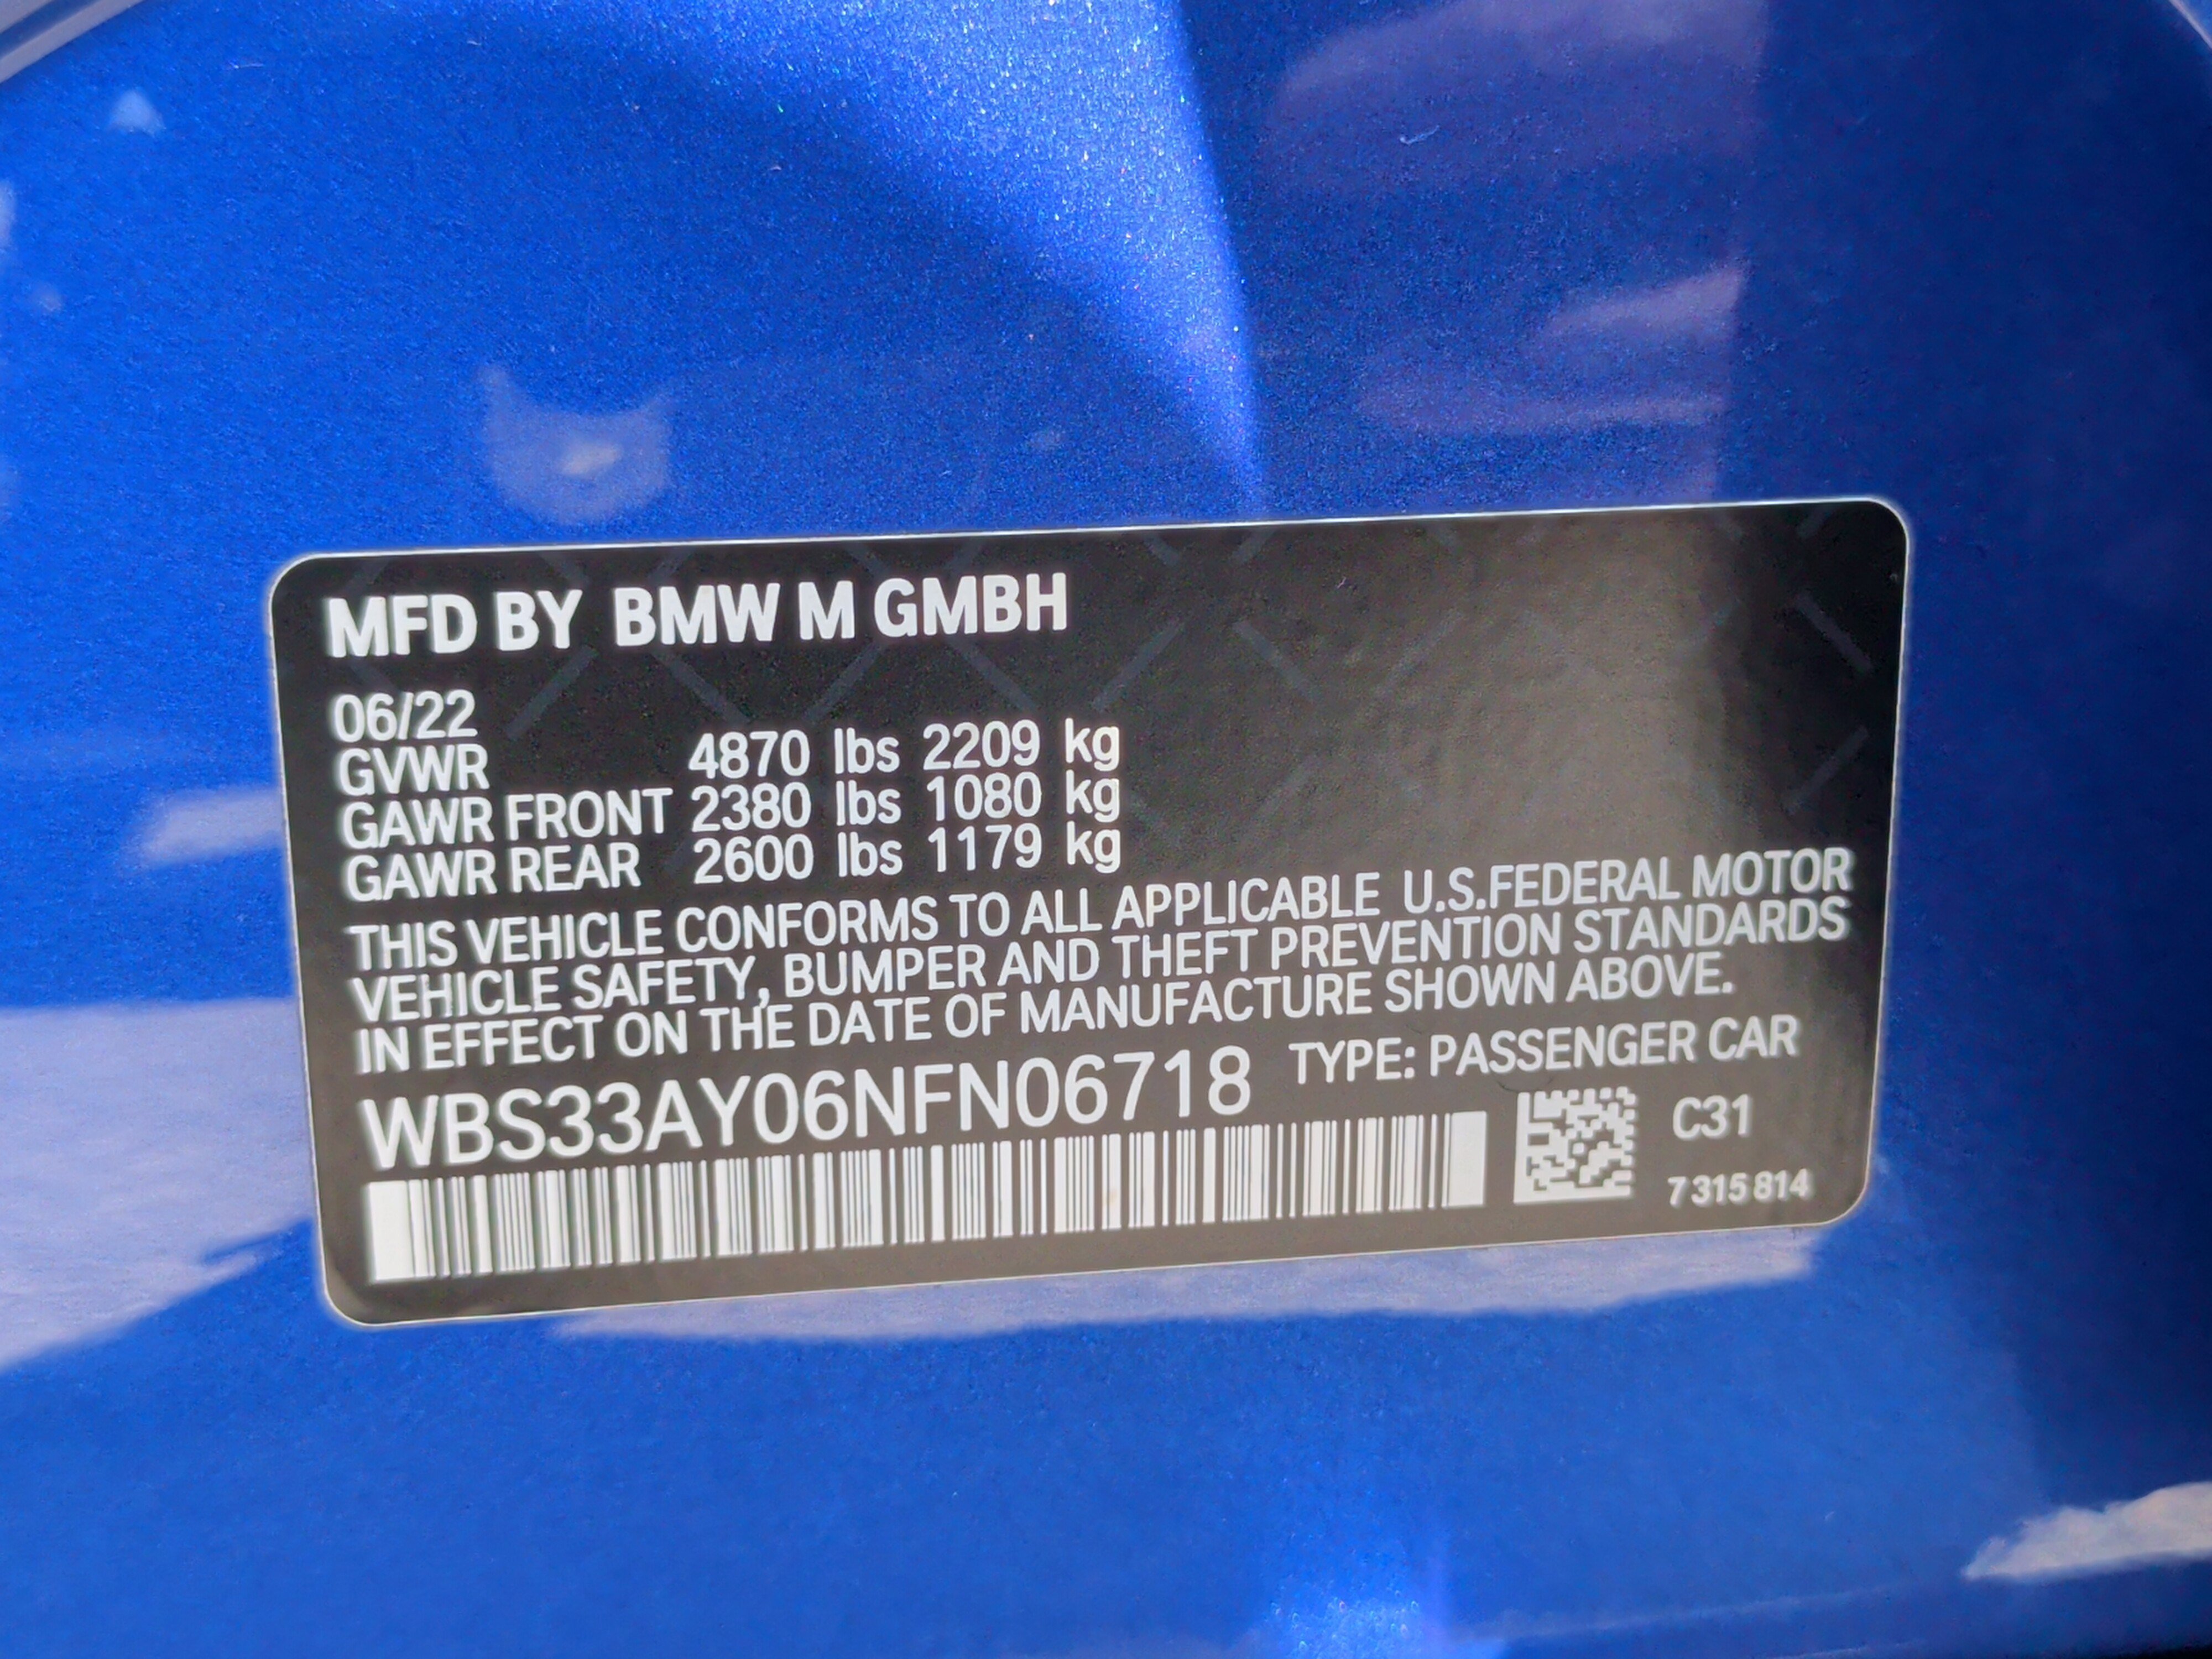 MFD BY BMW M GMBH
06/22
GVWR 4870 lbs 2209 kg
GAWR FRONT 2380 lbs 1080 kg
GAWR REAR 2600 lbs 1179 kg
THIS VEHICLE CONFORMS TO ALL APPLICABLE U.S.FEDERAL MOTOR
VEHICLE SAFETY, BUMPER AND THEFT PREVENTION STANDARDS
IN EFFECT ON THE DATE OF MANUFACTURE SHOWN ABOVE.
WBS33AY06NFN06718 TYPE: PASSENGER CAR
C31
7 315 814